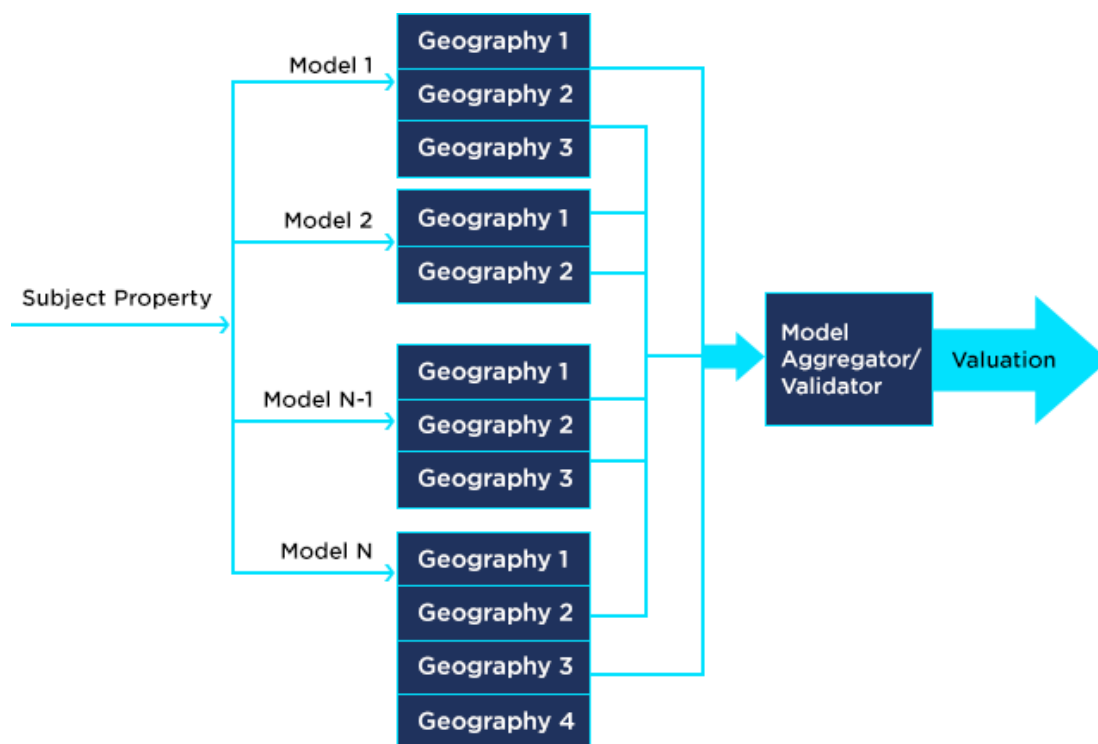 Subject Property
Model 1
Geography 1
Geography 2
Geography 3
Model 2
Geography 1
Geography 2
Model N-1
Geography 1
Geography 2
Geography 3
Model N
Geography 1
Geography 2
Geography 3
Geography 4
Model
Aggregator/
Validator
Valuation